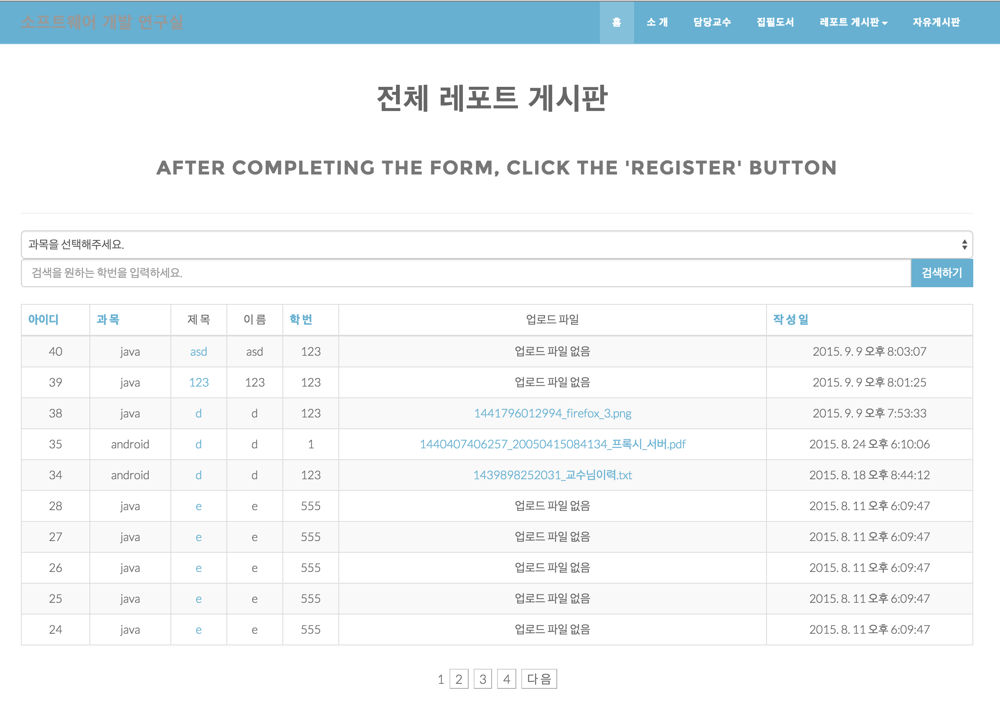 소프트웨어 개발 연구실 홈 소 개 담당교수 집필도서 레포트 게시판 자유게시판
전체 레포트 게시판
AFTER COMPLETING THE FORM, CLICK THE 'REGISTER' BUTTON
과목을 선택해주세요.
검색을 원하는 학번을 입력하세요. 검색하기
아이디 과 목 제 목 이 름 학 번 업로드 파일 작 성 일
40 java asd asd 123 업로드 파일 없음 2015. 9. 9 오후 8:03:07
39 java 123 123 123 업로드 파일 없음 2015. 9. 9 오후 8:01:25
38 java d d 123 1441796012994_firefox_3.png 2015. 9. 9 오후 7:53:33
35 android d d 1 1440407406257_20050415084134_프록시_서버.pdf 2015. 8. 24 오후 6:10:06
34 android d d 123 1439898252031_교수님이력.txt 2015. 8. 18 오후 8:44:12
28 java e e 555 업로드 파일 없음 2015. 8. 11 오후 6:09:47
27 java e e 555 업로드 파일 없음 2015. 8. 11 오후 6:09:47
26 java e e 555 업로드 파일 없음 2015. 8. 11 오후 6:09:47
25 java e e 555 업로드 파일 없음 2015. 8. 11 오후 6:09:47
24 java e e 555 업로드 파일 없음 2015. 8. 11 오후 6:09:47
1 2 3 4 다 음